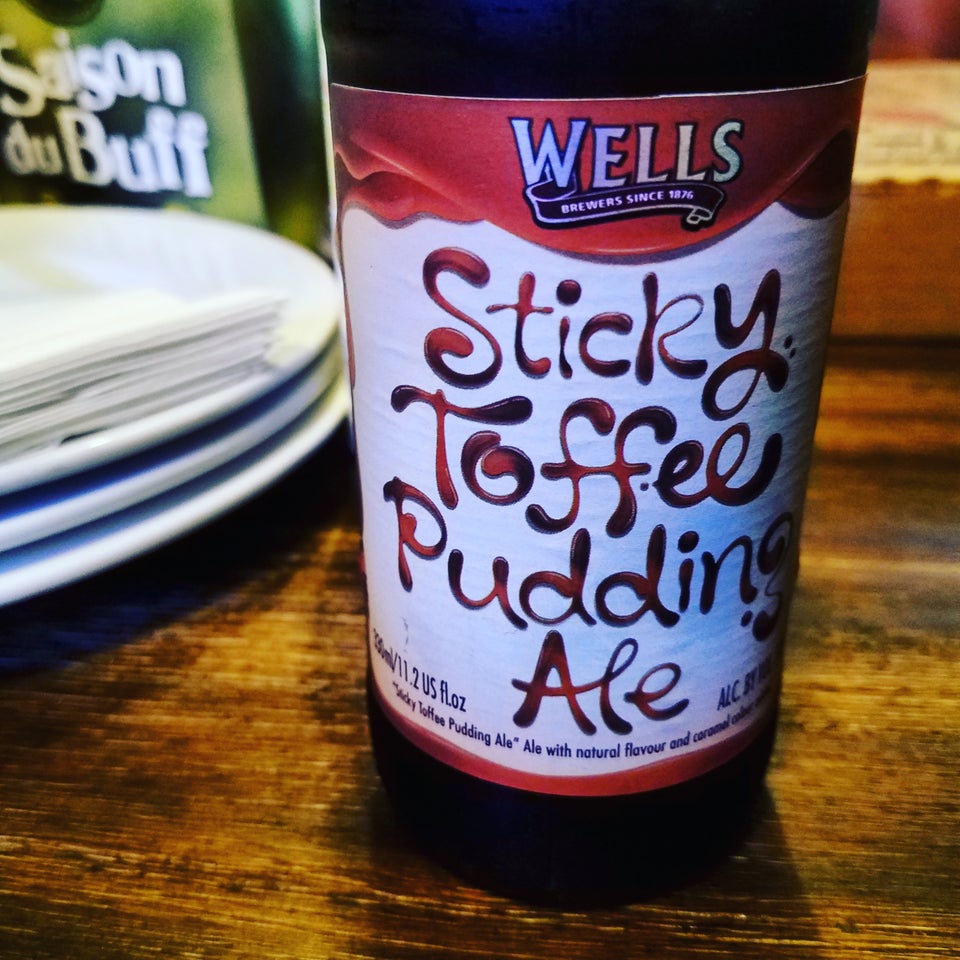 Saison
du Buff
WELLS
BREWERS SINCE 1876
Sticky
Toffee
Pudding
Ale
330ml/11.2 US fl.oz
ALC. BY
"Sticky Toffee Pudding Ale" Ale with natural flavour and caramel colour